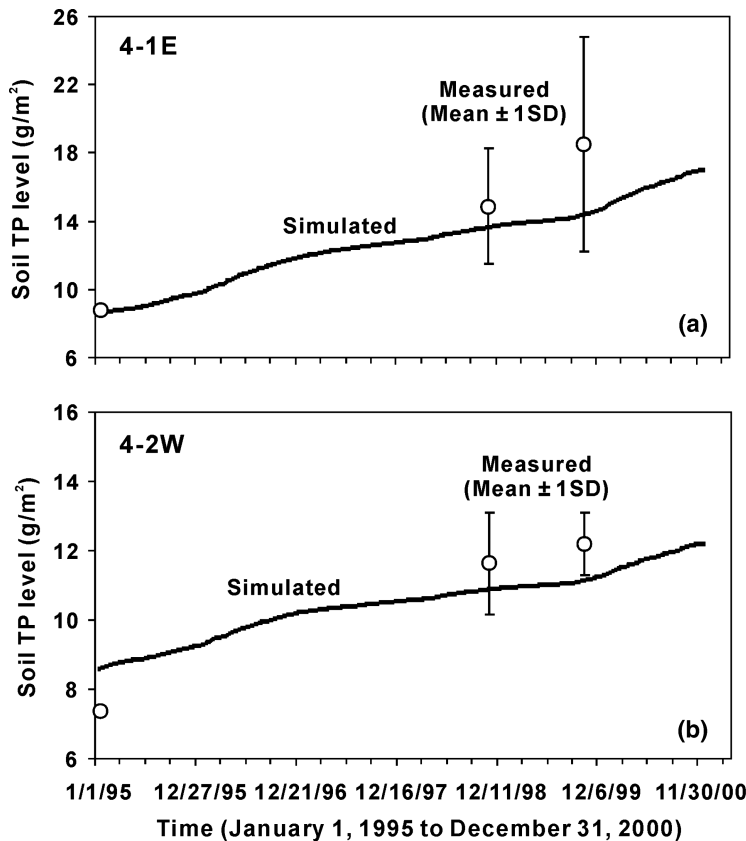 26
4-1E
22
Measured
(Mean ± 1SD)
18
Simulated
14
10
(a)
6
Soil TP level (g/m²)
16
4-2W
14
Measured
(Mean ± 1SD)
12
Simulated
10
8
(b)
6
Soil TP level (g/m²)
1/1/95 12/27/95 12/21/96 12/16/97 12/11/98 12/6/99 11/30/00
Time (January 1, 1995 to December 31, 2000)